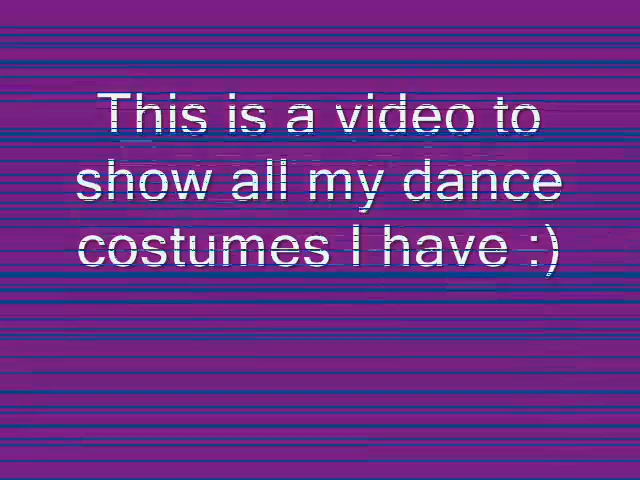 This is a video to
show all my dance
costumes I have :)